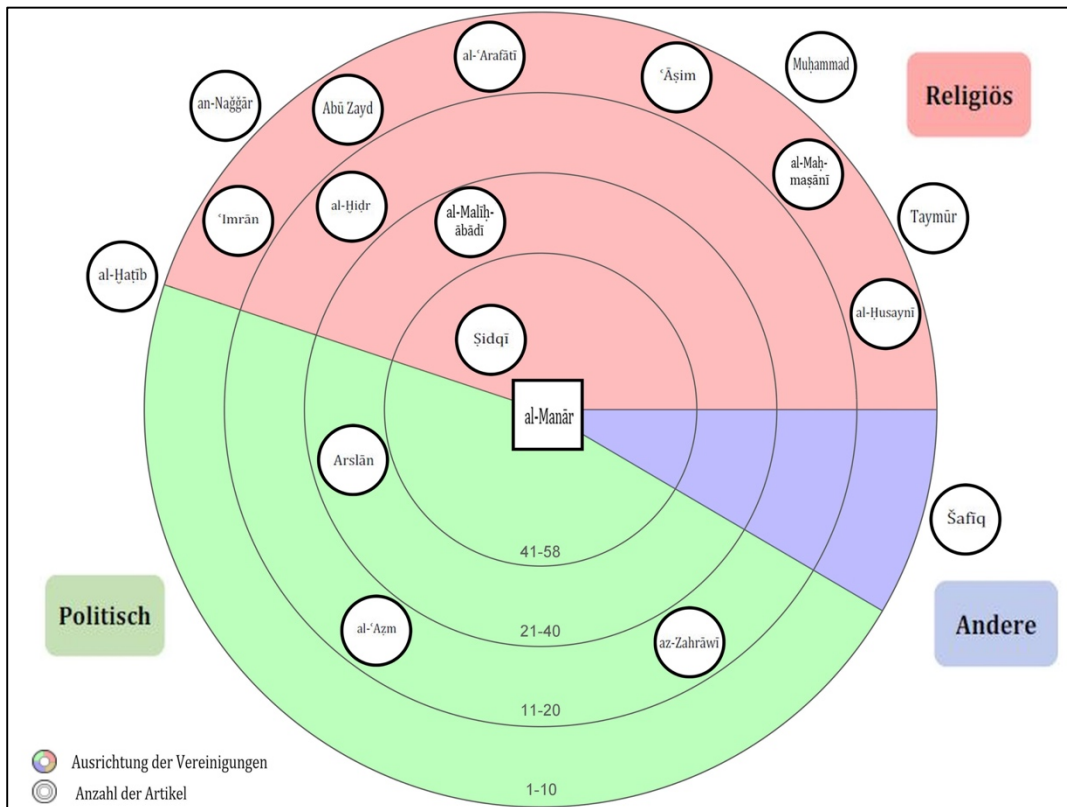 al-ʿArafātī
ʿĀṣim
Muḥammad
Religiös
an-Naǧǧār
Abū Zayd
al-Maḥ-
maṣānī
ʿImrān
al-Ḫiḍr
al-Malīḥ-
ābādī
Taymūr
al-Ḫaṭīb
al-Ḥusaynī
Ṣidqī
al-Manār
Arslān
Šafīq
41-58
Politisch
al-ʿAẓm
21-40
az-Zahrāwī
Andere
11-20
Ausrichtung der Vereinigungen
Anzahl der Artikel
1-10